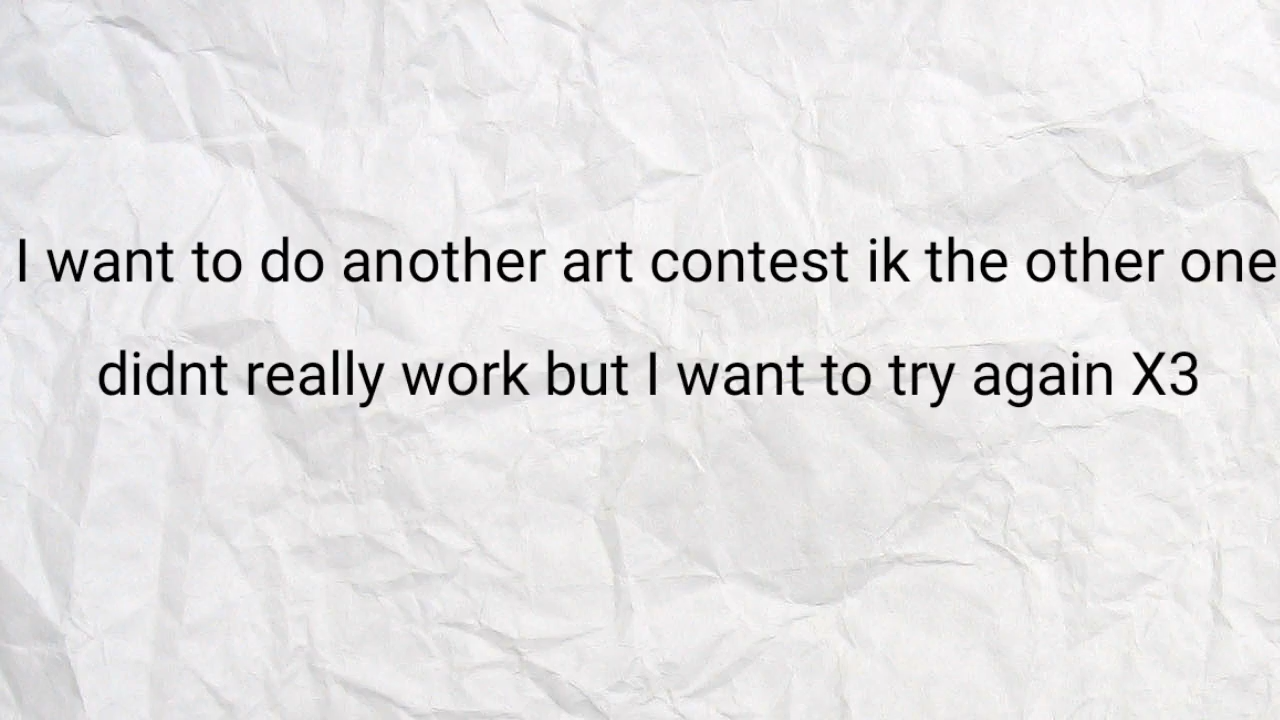 I want to do another art contest ik the other one
didnt really work but I want to try again X3